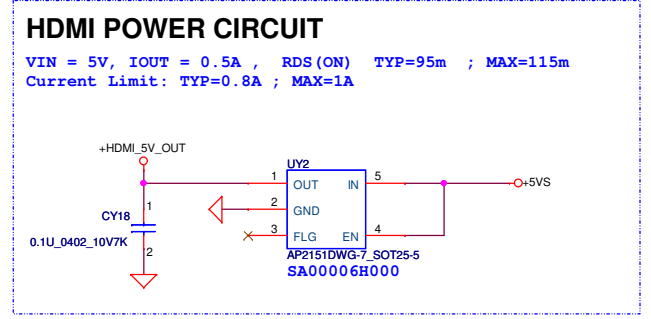 HDMI POWER CIRCUIT
VIN = 5V, IOUT = 0.5A , RDS(ON) TYP=95m ; MAX=115m
Current Limit: TYP=0.8A ; MAX=1A
+HDMI_5V_OUT
UY2
1 OUT IN 5
+5VS
2 GND
3 FLG EN 4
CY18
1
0.1U_0402_10V7K
2
AP2151DWG-7_SOT25-5
SA00006H000